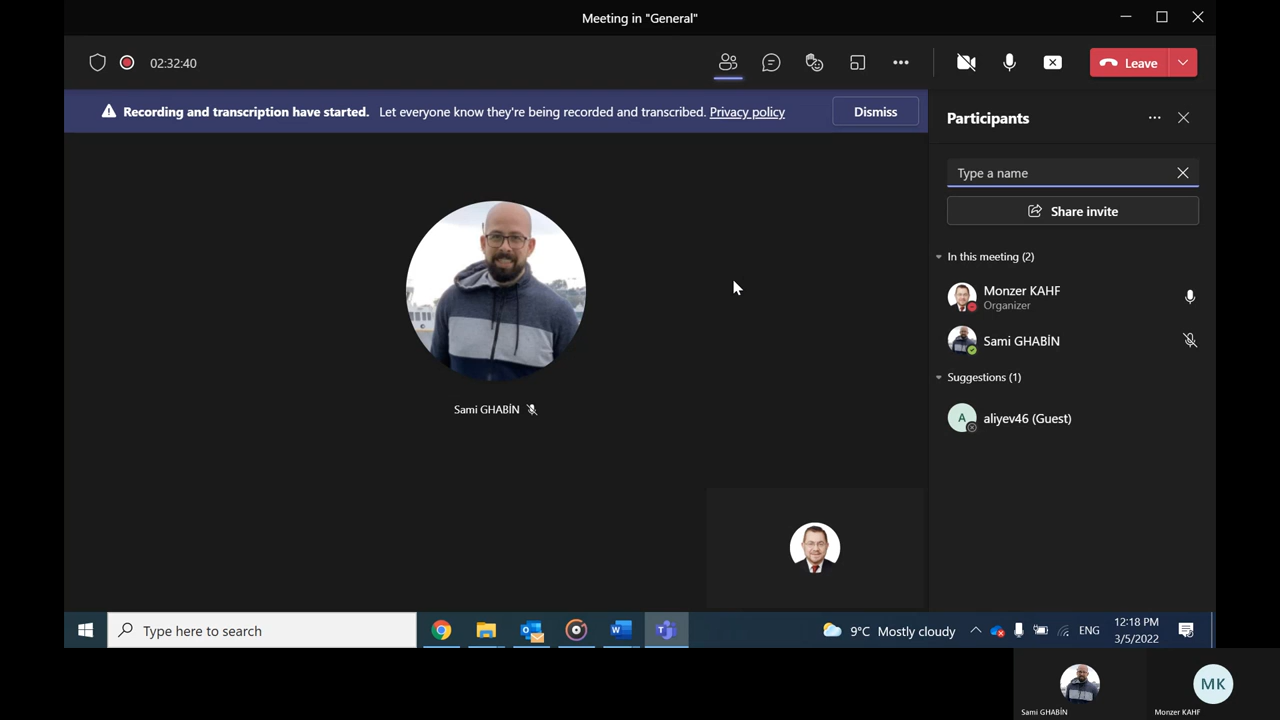 Meeting in "General"
02:32:40
Leave
Recording and transcription have started. Let everyone know they're being recorded and transcribed. Privacy policy
Dismiss
Participants
Type a name
Share invite
In this meeting (2)
Monzer KAHF
Organizer
Sami GHABİN
Suggestions (1)
A
aliyev46 (Guest)
Sami GHABİN
Type here to search
9°C Mostly cloudy
ENG
12:18 PM
3/5/2022
MK
Sami GHABİN
Monzer KAHF